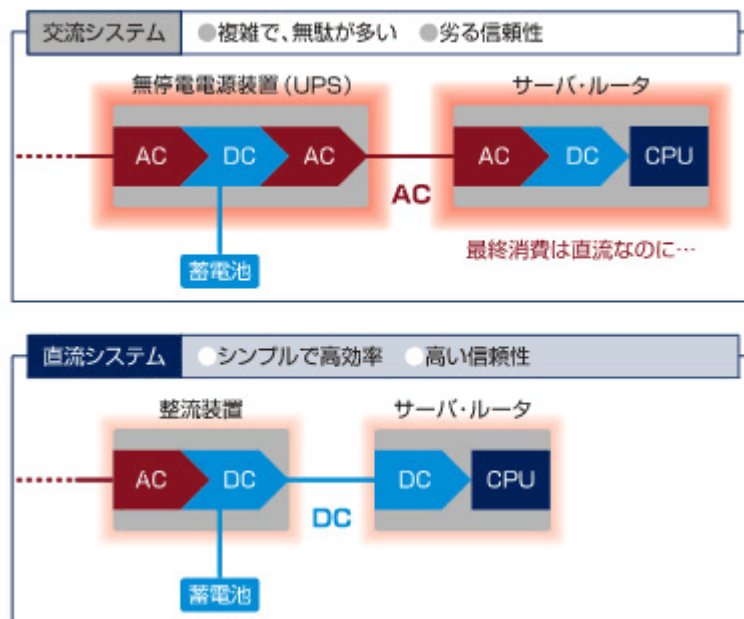 交流システム ●複雑で、無駄が多い ●劣る信頼性
無停電電源装置(UPS) サーバ・ルータ
AC DC AC AC DC CPU
AC
蓄電池 最終消費は直流なのに…
直流システム ●シンプルで高効率 ●高い信頼性
整流装置 サーバ・ルータ
AC DC DC CPU
DC
蓄電池